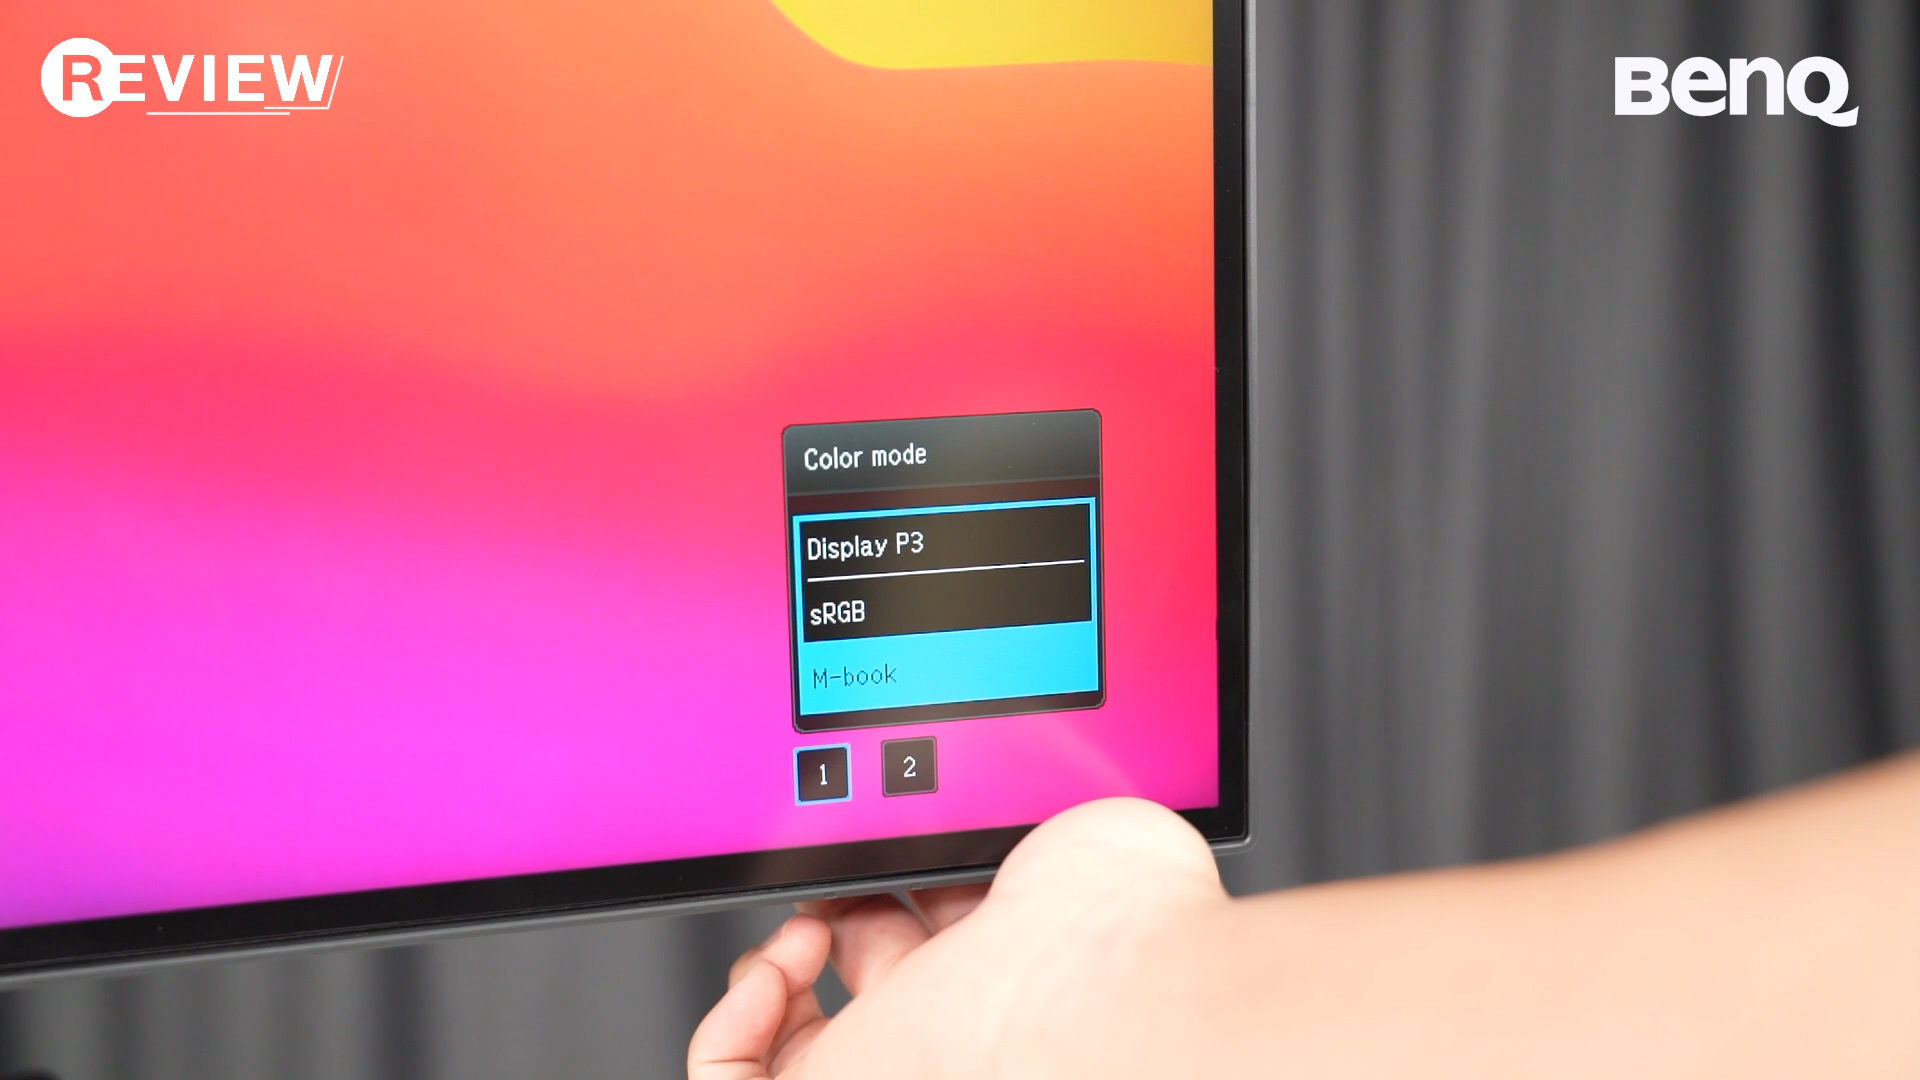 REVIEW
BenQ
Color mode
Display P3
sRGB
M-book
1 2